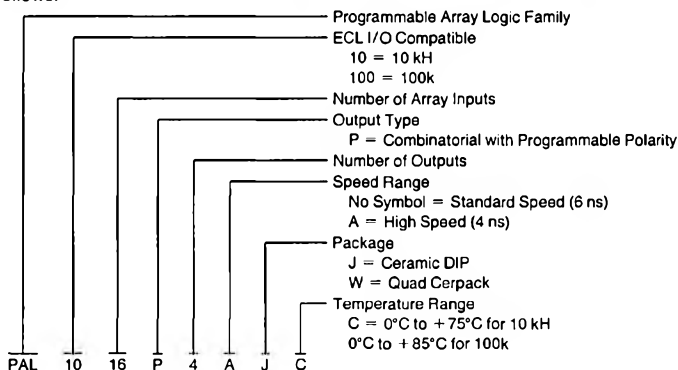 Programmable Array Logic Family
ECL I/O Compatible
10 = 10 kH
100 = 100k
Number of Array Inputs
Output Type
P = Combinatorial with Programmable Polarity
Number of Outputs
Speed Range
No Symbol = Standard Speed (6 ns)
A = High Speed (4 ns)
Package
J = Ceramic DIP
W = Quad Cerpack
Temperature Range
C = 0°C to +75°C for 10 kH
0°C to +85°C for 100k
PAL 10 16 P 4 A J C